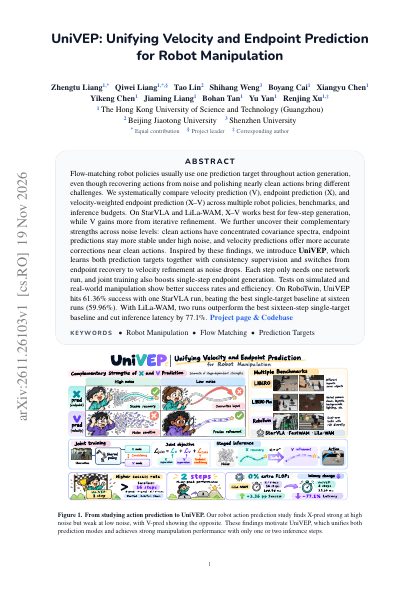 UniVEP: Unifying Velocity and Endpoint Prediction
for Robot Manipulation
Zhengtu Liang1,* Qiwei Liang1,*,§ Tao Lin2 Shihang Weng3 Boyang Cai3 Xiangyu Chen1
Yikeng Chen1 Jiaming Liang1 Bohan Tan1 Yu Yan1 Renjing Xu1,‡
1 The Hong Kong University of Science and Technology (Guangzhou)
2 Beijing Jiaotong University 3 Shenzhen University
* Equal contribution § Project leader ‡ Corresponding author
ABSTRACT
Flow-matching robot policies usually use one prediction target throughout action generation,
even though recovering actions from noise and polishing nearly clean actions bring different
challenges. We systematically compare velocity prediction (V), endpoint prediction (X), and
velocity-weighted endpoint prediction (X–V) across multiple robot policies, benchmarks, and
inference budgets. On StarVLA and LiLa-WAM, X–V works best for few-step generation,
while V gains more from iterative refinement. We further uncover their complementary
strengths across noise levels: clean actions have concentrated covariance spectra, endpoint
predictions stay more stable under high noise, and velocity predictions offer more accurate
corrections near clean actions. Inspired by these findings, we introduce UniVEP, which
learns both prediction targets together with consistency supervision and switches from
endpoint recovery to velocity refinement as noise drops. Each step only needs one network
run, and joint training also boosts single-step endpoint generation. Tests on simulated and
real-world manipulation show better success rates and efficiency. On RoboTwin, UniVEP
hits 61.36% success with one StarVLA run, beating the best single-target baseline at sixteen
runs (59.96%). With LiLa-WAM, two runs outperform the best sixteen-step single-target
baseline and cut inference latency by 77.1%. Project page & Codebase
KEYWORDS • Robot Manipulation • Flow Matching • Prediction Targets
arXiv:2611.26103v1 [cs.RO] 19 Nov 2026
UniVEP Unifying Velocity and Endpoint Prediction
for Robot Manipulation
Complementary Strengths of X and V Prediction
High noise
Low noise
Multiple Benchmarks
LIBERO
X
pred
V
pred
RoboTwin
StarVLA FastWAM LiLa-WAM
Joint training
Joint objective
Staged inference
Higher success rate
2 steps
0% extra FLOPs
Figure 1. From studying action prediction to UniVEP. Our robot action prediction study finds X-pred strong at high
noise but weak at low noise, with V-pred showing the opposite. These findings motivate UniVEP, which unifies both
prediction modes and achieves strong manipulation performance with only one or two inference steps.
1